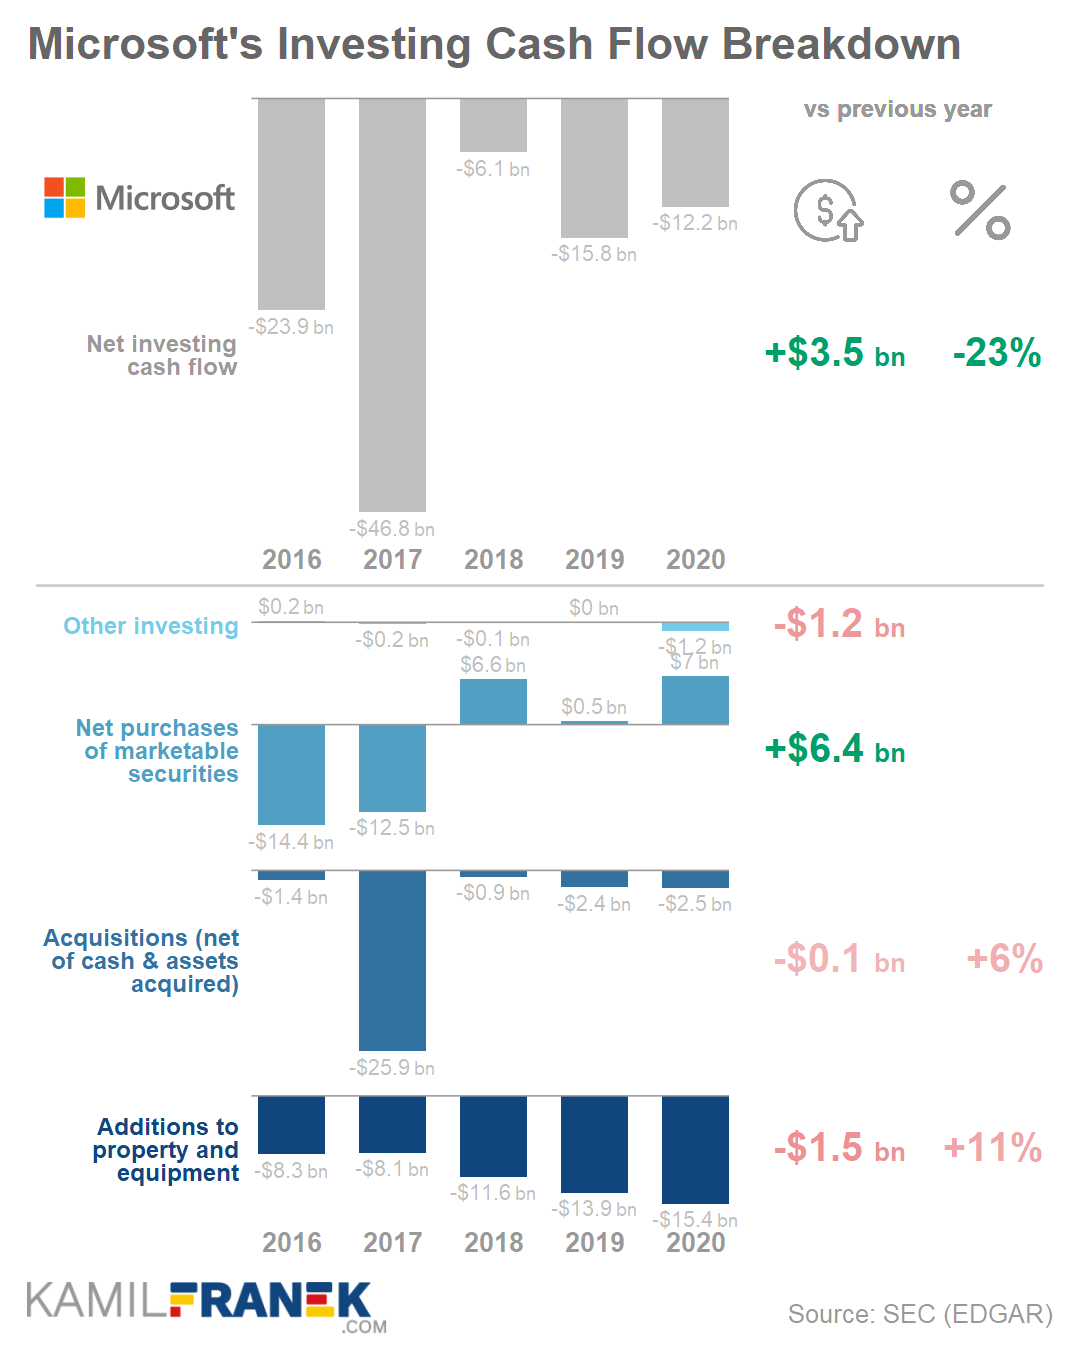 Microsoft's Investing Cash Flow Breakdown
vs previous year
Microsoft
-$6.1 bn
-$12.2 bn
-$15.8 bn
-$23.9 bn
Net investing
cash flow
+$3.5 bn -23%
-$46.8 bn
2016 2017 2018 2019 2020
Other investing
$0.2 bn -$0.2 bn -$0.1 bn $0 bn -$1.2 bn
-$1.2 bn
Net purchases
of marketable
securities
-$14.4 bn -$12.5 bn $6.6 bn $0.5 bn $7 bn
+$6.4 bn
Acquisitions (net
of cash & assets
acquired)
-$1.4 bn -$25.9 bn -$0.9 bn -$2.4 bn -$2.5 bn
-$0.1 bn +6%
Additions to
property and
equipment
-$8.3 bn -$8.1 bn -$11.6 bn -$13.9 bn -$15.4 bn
-$1.5 bn +11%
2016 2017 2018 2019 2020
KAMILFRANEK
.COM
Source: SEC (EDGAR)